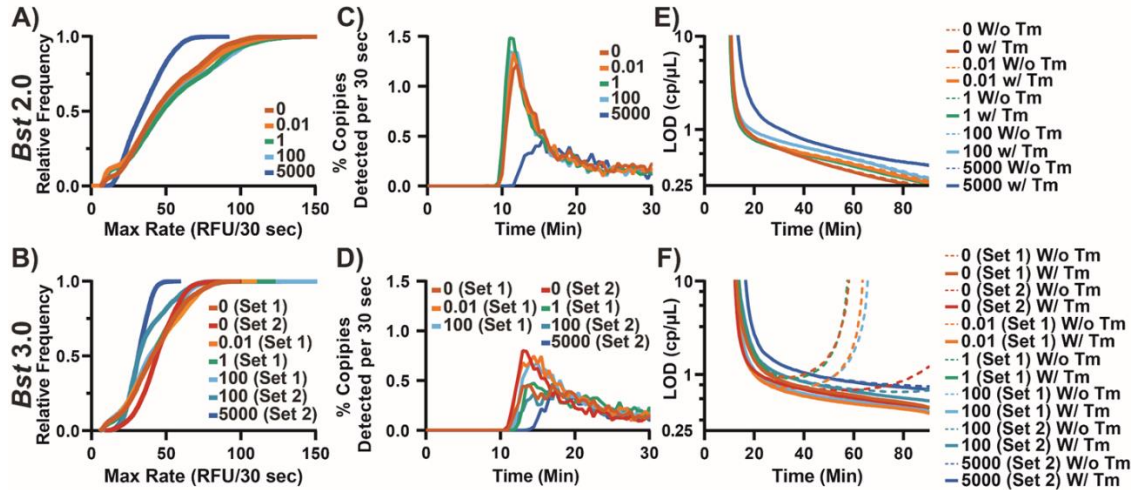 A)
Bst 2.0
Relative Frequency
1.0
0.5
0.0
0
0.01
1
100
5000
0 50 100 150
Max Rate (RFU/30 sec)
C)
% Copipies
Detected per 30 sec
1.5
1.0
0.5
0.0
0
0.01
1
100
5000
0 10 20 30
Time (Min)
E)
LOD (cp/µL)
10
1
0.25
0 20 40 60 80
Time (Min)
0 W/o Tm
0 w/ Tm
0.01 W/o Tm
0.01 w/ Tm
1 W/o Tm
1 w/ Tm
100 W/o Tm
100 w/ Tm
5000 W/o Tm
5000 w/ Tm
B)
Bst 3.0
Relative Frequency
1.0
0.5
0.0
0 (Set 1)
0 (Set 2)
0.01 (Set 1)
1 (Set 1)
100 (Set 1)
100 (Set 2)
5000 (Set 2)
0 50 100 150
Max Rate (RFU/30 sec)
D)
% Copies
Detected per 30 sec
1.5
1.0
0.5
0.0
0 (Set 1) 0 (Set 2)
0.01 (Set 1) 1 (Set 1)
100 (Set 1) 100 (Set 2)
5000 (Set 2)
0 10 20 30
Time (Min)
F)
LOD (cp/µL)
10
1
0.25
0 20 40 60 80
Time (Min)
0 (Set 1) W/o Tm
0 (Set 1) W/ Tm
0 (Set 2) W/o Tm
0 (Set 2) W/ Tm
0.01 (Set 1) W/o Tm
0.01 (Set 1) W/ Tm
1 (Set 1) W/o Tm
1 (Set 1) W/ Tm
100 (Set 1) W/o Tm
100 (Set 1) W/ Tm
100 (Set 2) W/o Tm
100 (Set 2) W/ Tm
5000 (Set 2) W/o Tm
5000 (Set 2) W/ Tm